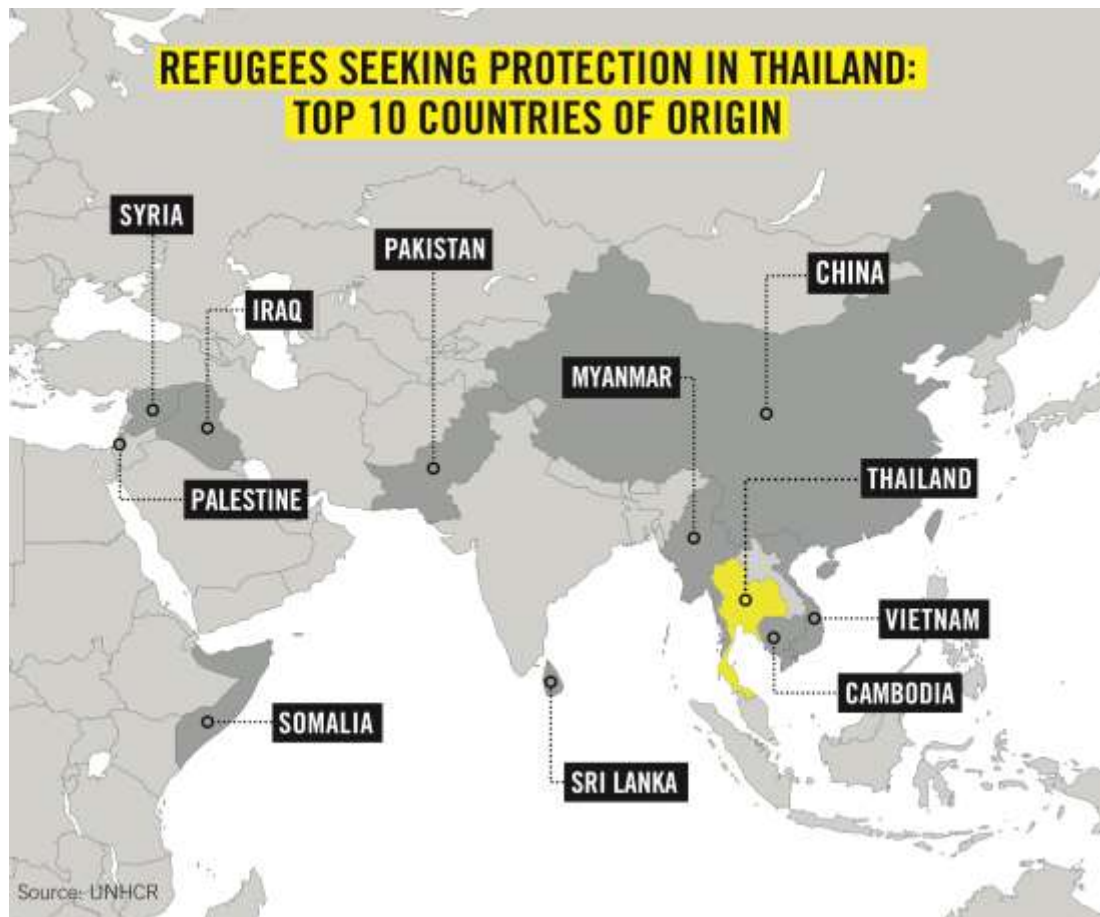 REFUGEES SEEKING PROTECTION IN THAILAND:
TOP 10 COUNTRIES OF ORIGIN
SYRIA
PAKISTAN
CHINA
IRAQ
MYANMAR
THAILAND
PALESTINE
VIETNAM
CAMBODIA
SOMALIA
SRI LANKA
Source: UNHCR